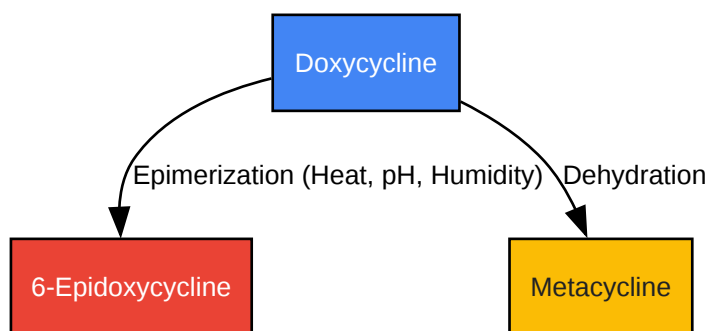 Doxycycline
Epimerization (Heat, pH, Humidity)
Dehydration
6-Epidoxycycline
Metacycline